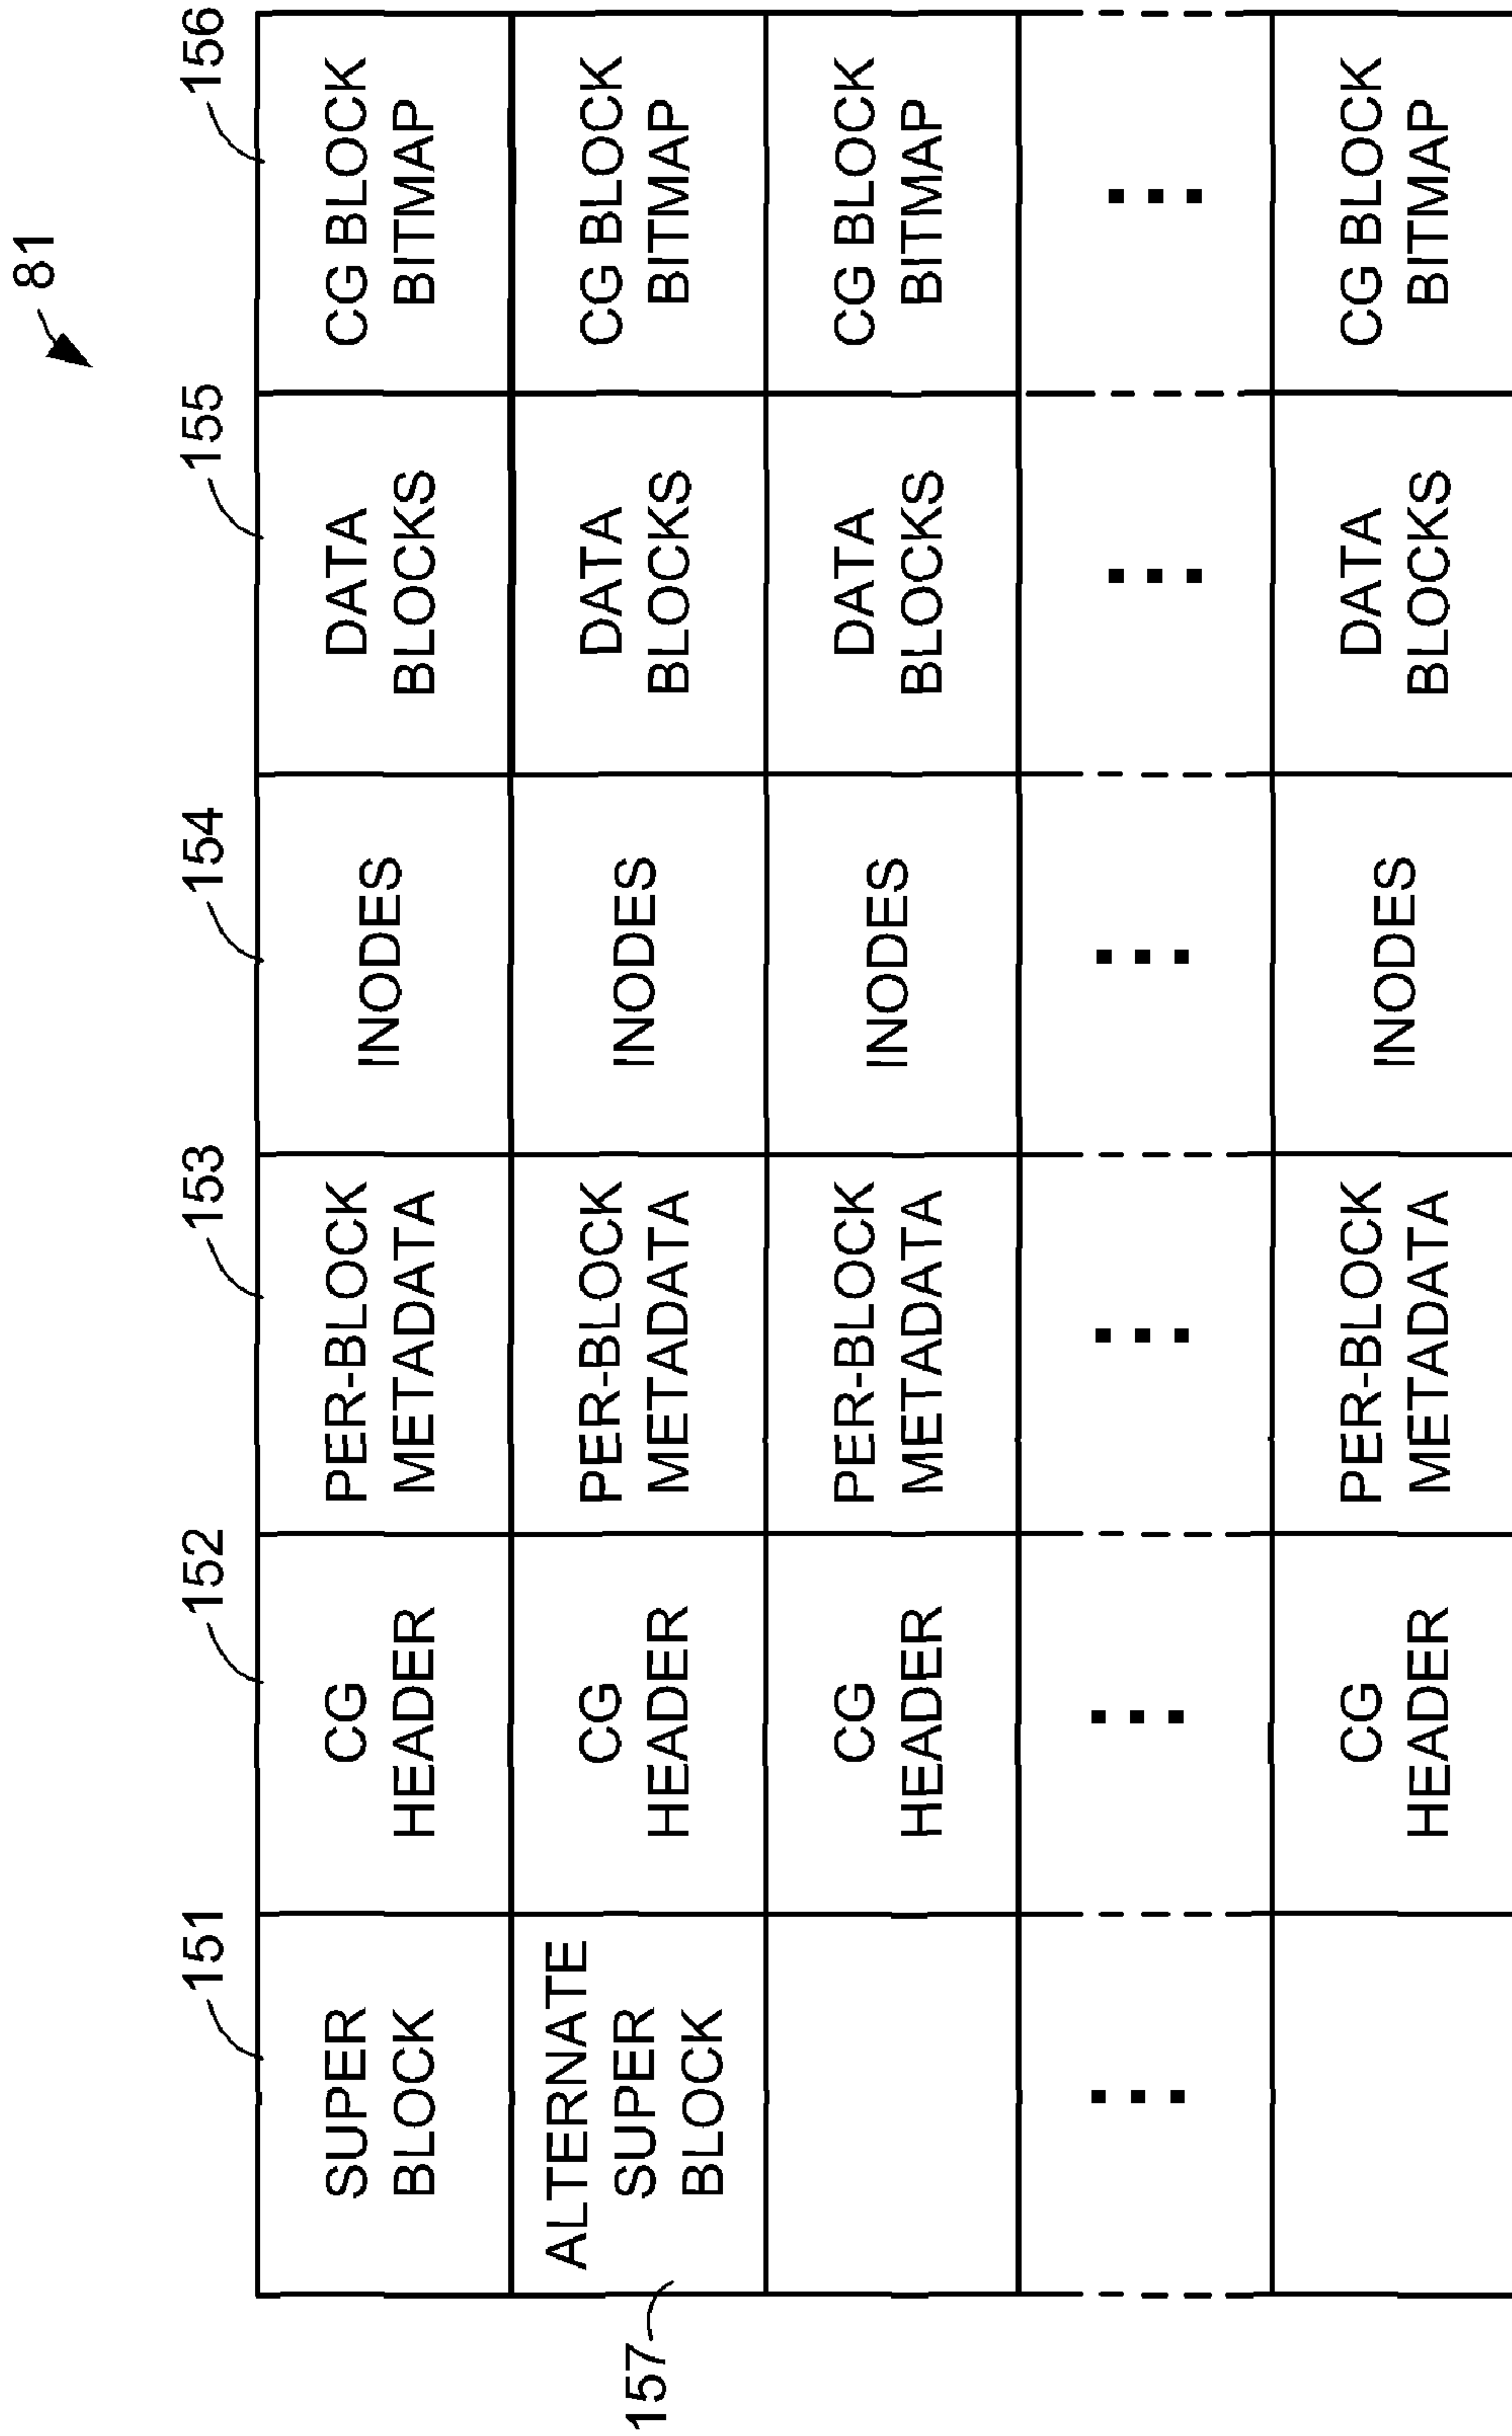 81
151
152
153
154
155
156
SUPER
BLOCK
CG
HEADER
PER-BLOCK
METADATA
INODES
DATA
BLOCKS
CG BLOCK
BITMAP
157
ALTERNATE
SUPER
BLOCK
CG
HEADER
PER-BLOCK
METADATA
INODES
DATA
BLOCKS
CG BLOCK
BITMAP
CG
HEADER
PER-BLOCK
METADATA
INODES
DATA
BLOCKS
CG BLOCK
BITMAP
CG
HEADER
PER-BLOCK
METADATA
INODES
DATA
BLOCKS
CG BLOCK
BITMAP